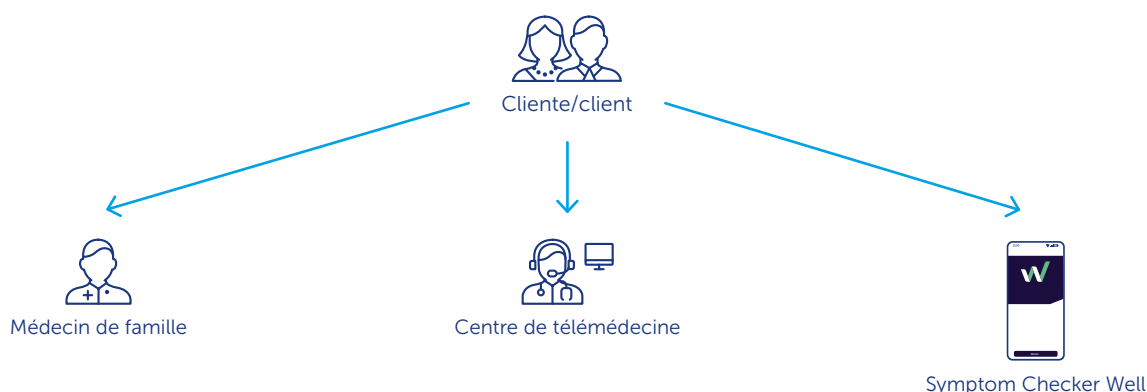 Cliente/client
Médecin de famille
Centre de télémédecine
Symptom Checker Well